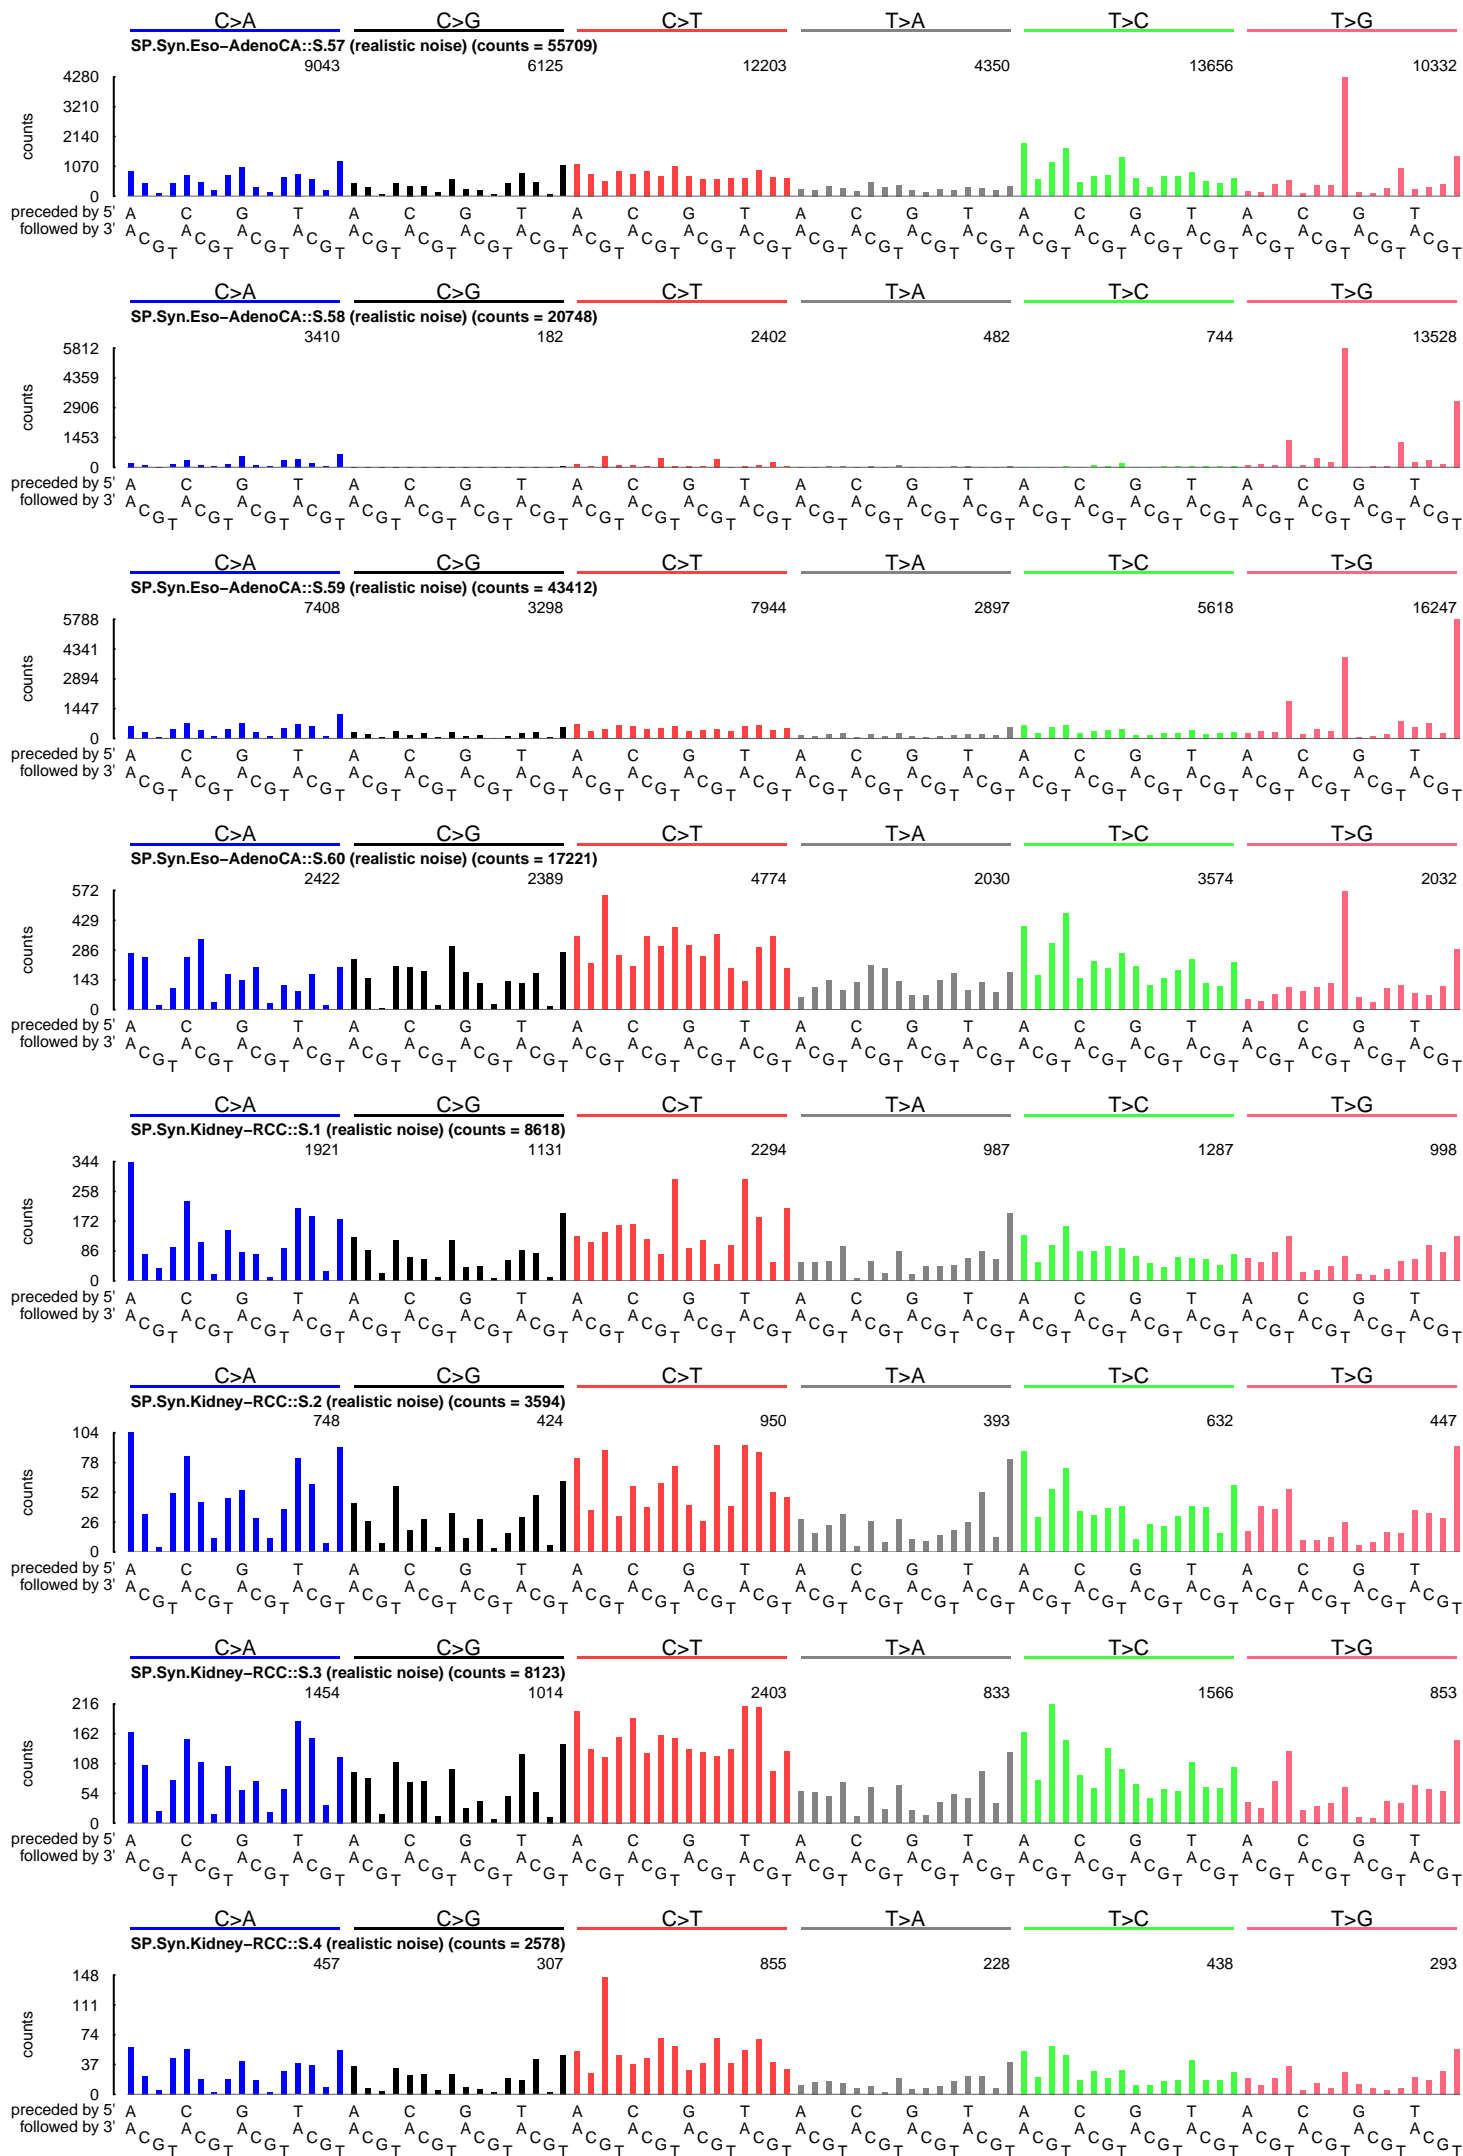 C>A C>G C>T T>A T>C T>G
SP.Syn.Eso−AdenoCA::S.57 (realistic noise) (counts = 55709)
9043 6125 12203 4350 13656 10332
4280
3210
2140
1070
0
counts
preceded by 5' A C G T A C G T A C G T A C G T A C G T A C G T
followed by 3' A C G T A C G T A C G T A C G T A C G T A C G T A C G T A C G T A C G T A C G T A C G T A C G T A C G T A C G T A C G T A C G T A C G T A C G T A C G T A C G T A C G T A C G T A C G T A C G T
C>A C>G C>T T>A T>C T>G
SP.Syn.Eso−AdenoCA::S.58 (realistic noise) (counts = 20748)
3410 182 2402 482 744 13528
5812
4359
2906
1453
0
counts
preceded by 5' A C G T A C G T A C G T A C G T A C G T A C G T
followed by 3' A C G T A C G T A C G T A C G T A C G T A C G T A C G T A C G T A C G T A C G T A C G T A C G T A C G T A C G T A C G T A C G T A C G T A C G T A C G T A C G T A C G T A C G T A C G T A C G T
C>A C>G C>T T>A T>C T>G
SP.Syn.Eso−AdenoCA::S.59 (realistic noise) (counts = 43412)
7408 3298 7944 2897 5618 16247
5788
4341
2894
1447
0
counts
preceded by 5' A C G T A C G T A C G T A C G T A C G T A C G T
followed by 3' A C G T A C G T A C G T A C G T A C G T A C G T A C G T A C G T A C G T A C G T A C G T A C G T A C G T A C G T A C G T A C G T A C G T A C G T A C G T A C G T A C G T A C G T A C G T A C G T
C>A C>G C>T T>A T>C T>G
SP.Syn.Eso−AdenoCA::S.60 (realistic noise) (counts = 17221)
2422 2389 4774 2030 3574 2032
572
429
286
143
0
counts
preceded by 5' A C G T A C G T A C G T A C G T A C G T A C G T
followed by 3' A C G T A C G T A C G T A C G T A C G T A C G T A C G T A C G T A C G T A C G T A C G T A C G T A C G T A C G T A C G T A C G T A C G T A C G T A C G T A C G T A C G T A C G T A C G T A C G T
C>A C>G C>T T>A T>C T>G
SP.Syn.Kidney−RCC::S.1 (realistic noise) (counts = 8618)
1921 1131 2294 987 1287 998
344
258
172
86
0
counts
preceded by 5' A C G T A C G T A C G T A C G T A C G T A C G T
followed by 3' A C G T A C G T A C G T A C G T A C G T A C G T A C G T A C G T A C G T A C G T A C G T A C G T A C G T A C G T A C G T A C G T A C G T A C G T A C G T A C G T A C G T A C G T A C G T A C G T
C>A C>G C>T T>A T>C T>G
SP.Syn.Kidney−RCC::S.2 (realistic noise) (counts = 3594)
748 424 950 393 632 447
104
78
52
26
0
counts
preceded by 5' A C G T A C G T A C G T A C G T A C G T A C G T
followed by 3' A C G T A C G T A C G T A C G T A C G T A C G T A C G T A C G T A C G T A C G T A C G T A C G T A C G T A C G T A C G T A C G T A C G T A C G T A C G T A C G T A C G T A C G T A C G T A C G T
C>A C>G C>T T>A T>C T>G
SP.Syn.Kidney−RCC::S.3 (realistic noise) (counts = 8123)
1454 1014 2403 833 1566 853
216
162
108
54
0
counts
preceded by 5' A C G T A C G T A C G T A C G T A C G T A C G T
followed by 3' A C G T A C G T A C G T A C G T A C G T A C G T A C G T A C G T A C G T A C G T A C G T A C G T A C G T A C G T A C G T A C G T A C G T A C G T A C G T A C G T A C G T A C G T A C G T A C G T
C>A C>G C>T T>A T>C T>G
SP.Syn.Kidney−RCC::S.4 (realistic noise) (counts = 2578)
457 307 855 228 438 293
148
111
74
37
0
counts
preceded by 5' A C G T A C G T A C G T A C G T A C G T A C G T
followed by 3' A C G T A C G T A C G T A C G T A C G T A C G T A C G T A C G T A C G T A C G T A C G T A C G T A C G T A C G T A C G T A C G T A C G T A C G T A C G T A C G T A C G T A C G T A C G T A C G T